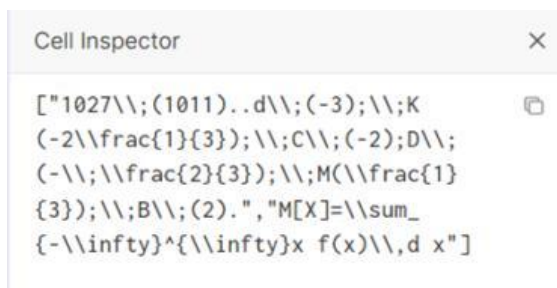 Cell Inspector
["1027\\;(1011)..d\\;(-3);\\;K
(-2\\frac{1}{3});\\;C\\;(-2);D\\;
(-\\;\\frac{2}{3});\\;M(\\frac{1}
{3});\\;B\\;(2).","M[X]=\\sum_
{-\\infty}^{\\infty}x f(x)\\,d x"]